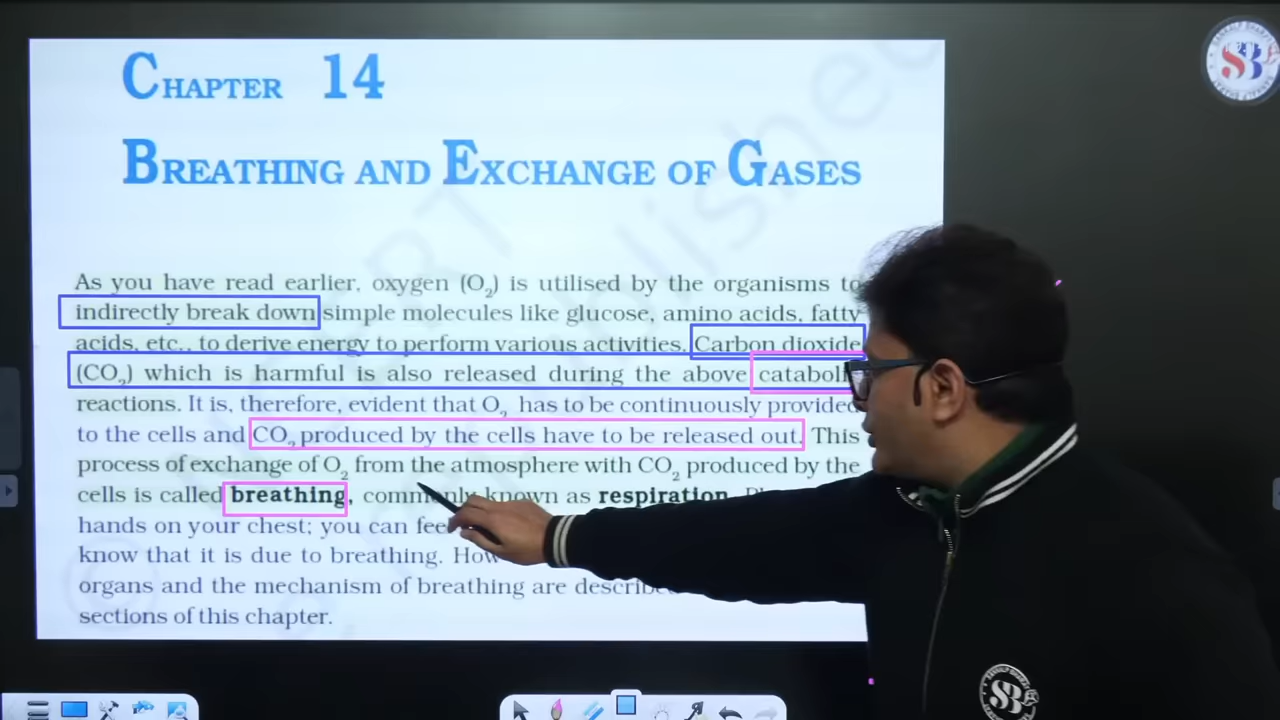 CHAPTER 14
BREATHING AND EXCHANGE OF GASES
As you have read earlier, oxygen (O₂) is utilised by the organisms to
indirectly break down simple molecules like glucose, amino acids, fatty
acids, etc., to derive energy to perform various activities. Carbon dioxide
(CO₂) which is harmful is also released during the above
reactions. It is, therefore, evident that O₂ has to be continuously provided
to the cells and CO₂ produced by the cells have to be released out. This
process of exchange of O₂ from the atmosphere with CO₂ produced by the
cells is called breathing, commonly known as respiration.
hands on your chest; you can
know that it is due to breathing.
organs and the mechanism of breathing are
sections of this chapter.
SB